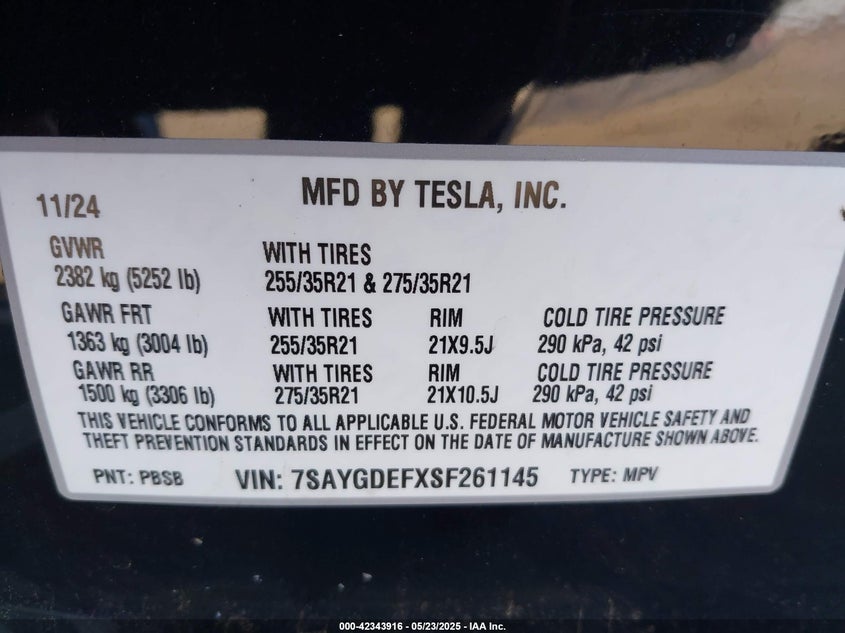 11/24
MFD BY TESLA, INC.
GVWR WITH TIRES
2382 kg (5252 lb) 255/35R21 & 275/35R21
GAWR FRT WITH TIRES RIM COLD TIRE PRESSURE
1363 kg (3004 lb) 255/35R21 21X9.5J 290 kPa, 42 psi
GAWR RR WITH TIRES RIM COLD TIRE PRESSURE
1500 kg (3306 lb) 275/35R21 21X10.5J 290 kPa, 42 psi
THIS VEHICLE CONFORMS TO ALL APPLICABLE U.S. FEDERAL MOTOR VEHICLE SAFETY AND
THEFT PREVENTION STANDARDS IN EFFECT ON THE DATE OF MANUFACTURE SHOWN ABOVE.
PNT: PBSB VIN: 7SAYGDEFXSF261145 TYPE: MPV
000-42343916 - 05/23/2025 - IAA Inc.